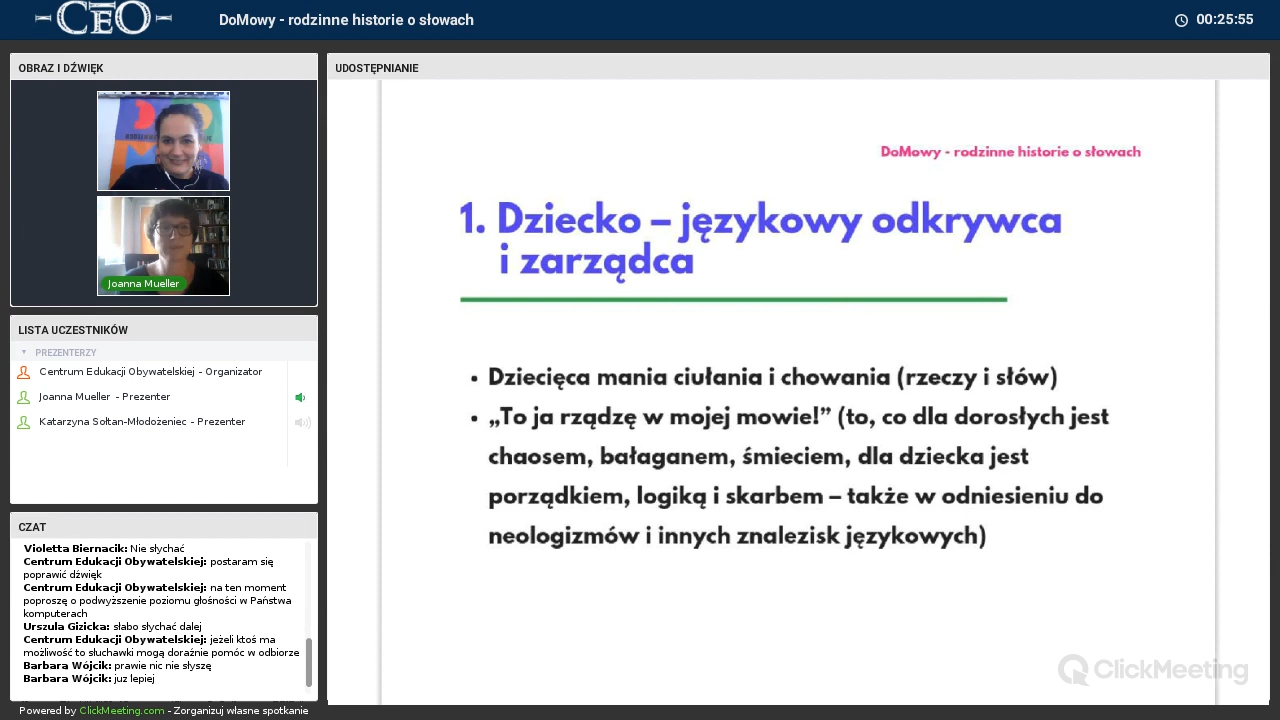 CEO
DoMowy - rodzinne historie o słowach
00:25:55
OBRAZ I DŹWIĘK
Joanna Mueller
LISTA UCZESTNIKÓW
PREZENTERZY
Centrum Edukacji Obywatelskiej - Organizator
Joanna Mueller - Prezenter
Katarzyna Sołtan-Młodożeniec - Prezenter
CZAT
Violetta Biernacik: Nie słychać
Centrum Edukacji Obywatelskiej: postaram się
poprawić dźwięk
Centrum Edukacji Obywatelskiej: na ten moment
poproszę o podwyższenie poziomu głośności w Państwa
komputerach
Urszula Gizicka: słabo słychać dalej
Centrum Edukacji Obywatelskiej: jeżeli ktoś ma
możliwość to słuchawki mogą doraźnie pomóc w odbiorze
Barbara Wójcik: prawie nic nie słyszę
Barbara Wójcik: juz lepiej
Powered by ClickMeeting.com - Zorganizuj własne spotkanie
UDOSTĘPNIANIE
DoMowy - rodzinne historie o słowach
1. Dziecko – językowy odkrywca
i zarządca
• Dziecięca mania ciułania i chowania (rzeczy i słów)
• „To ja rządzę w mojej mowie!” (to, co dla dorosłych jest
chaosem, bałaganem, śmieciem, dla dziecka jest
porządkiem, logiką i skarbem – także w odniesieniu do
neologizmów i innych znalezisk językowych)
ClickMeeting